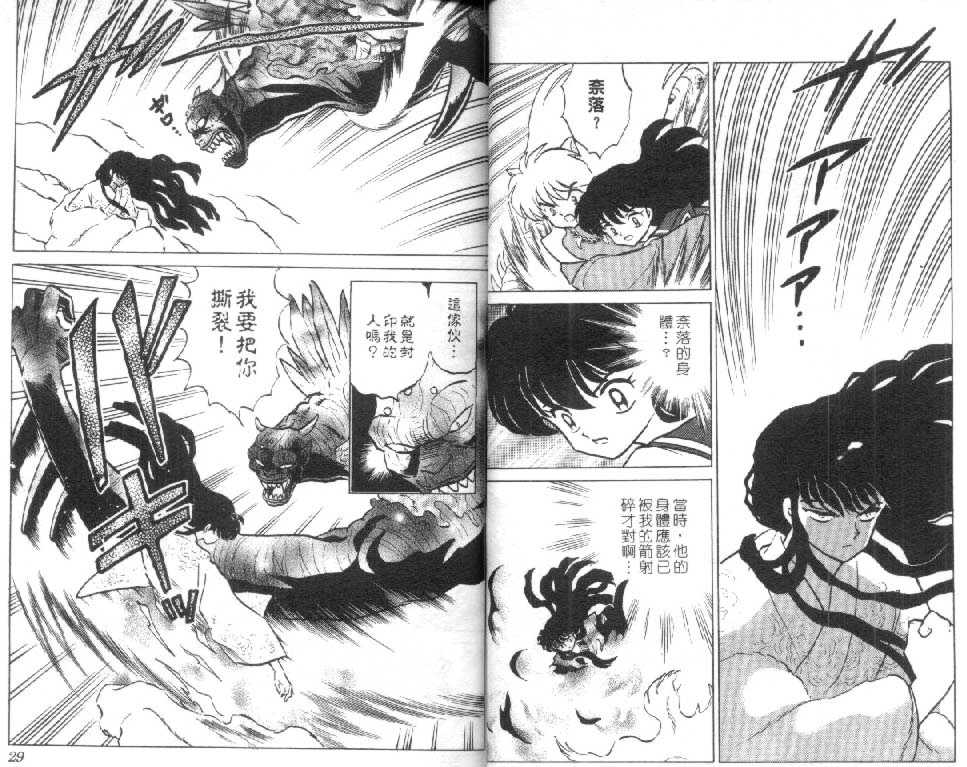 ザアアア…
奈落？
奈落的身
體…？
當時，他的
身體應該已
被我的箭射
碎才對啊…
ザッ
ギロ…
這傢伙…
就是封
印我的
人嗎？
我要把你
撕裂！
29